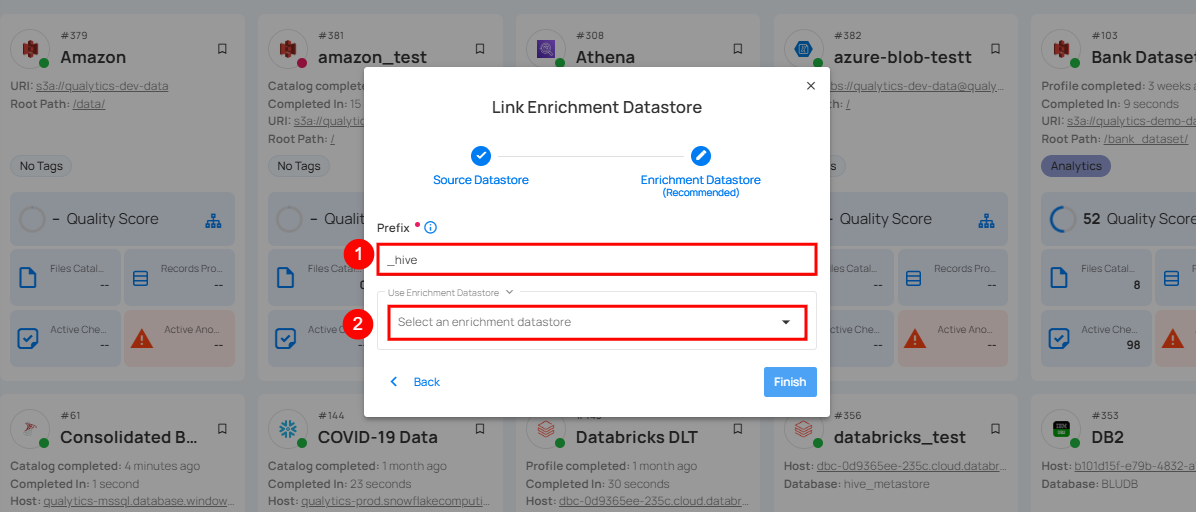 #379
Amazon
URI: s3a://qualytics-dev-data
Root Path: /data/
No Tags
– Quality Score
Files Catal... --
Records Pro... --
Active Che... --
Active Ano... --
#381
amazon_test
Catalog complet
Completed In: 15
URI: s3a://qualytic
Root Path: /
No Tags
– Qualit
Files Cata
Active C
#308
Athena
#382
azure-blob-testt
bs://qualytics-dev-data@qualy...
: /
s
Quality Score
Records Pro... --
Active Ano... --
#103
Bank Dataset
Profile completed: 3 weeks a
Completed In: 9 seconds
URI: s3a://qualytics-demo-da
Root Path: /bank_dataset/
Analytics
52 Quality Score
Files Catal... 8
Records Pro
Active Che... 98
Active Ano
Link Enrichment Datastore
Source Datastore
Enrichment Datastore
(Recommended)
Prefix
1
_hive
Use Enrichment Datastore
2
Select an enrichment datastore
Back
Finish
#61
Consolidated B...
Catalog completed: 4 minutes ago
Completed In: 1 second
Host: qualytics-mssql.database.window...
#144
COVID-19 Data
Catalog completed: 1 month ago
Completed In: 23 seconds
Host: qualytics-prod.snowflakecomputi...
Databricks DLT
Profile completed: 1 month ago
Completed In: 30 seconds
Host: dbc-0d9365ee-235c.cloud.databr...
#356
databricks_test
Host: dbc-0d9365ee-235c.cloud.databr...
Database: hive_metastore
#353
DB2
Host: b101d15f-e79b-4832-a
Database: BLUDB